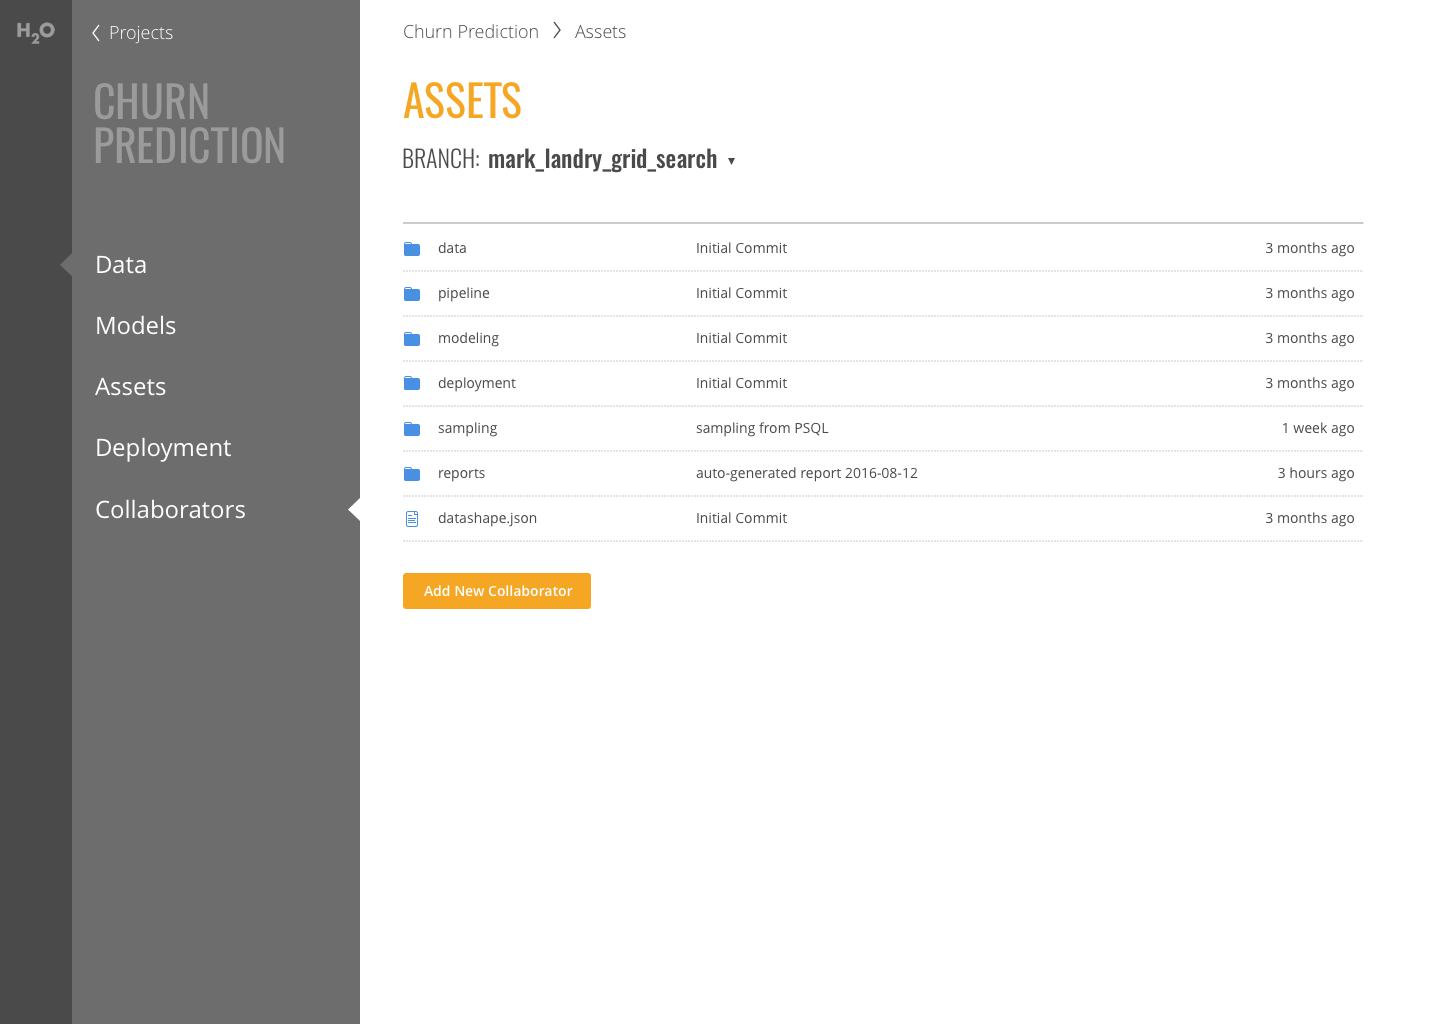 H2O
Projects
CHURN
PREDICTION
Data
Models
Assets
Deployment
Collaborators
Churn Prediction > Assets
ASSETS
BRANCH: mark_landry_grid_search ▾
data Initial Commit 3 months ago
pipeline Initial Commit 3 months ago
modeling Initial Commit 3 months ago
deployment Initial Commit 3 months ago
sampling sampling from PSQL 1 week ago
reports auto-generated report 2016-08-12 3 hours ago
datashape.json Initial Commit 3 months ago
Add New Collaborator